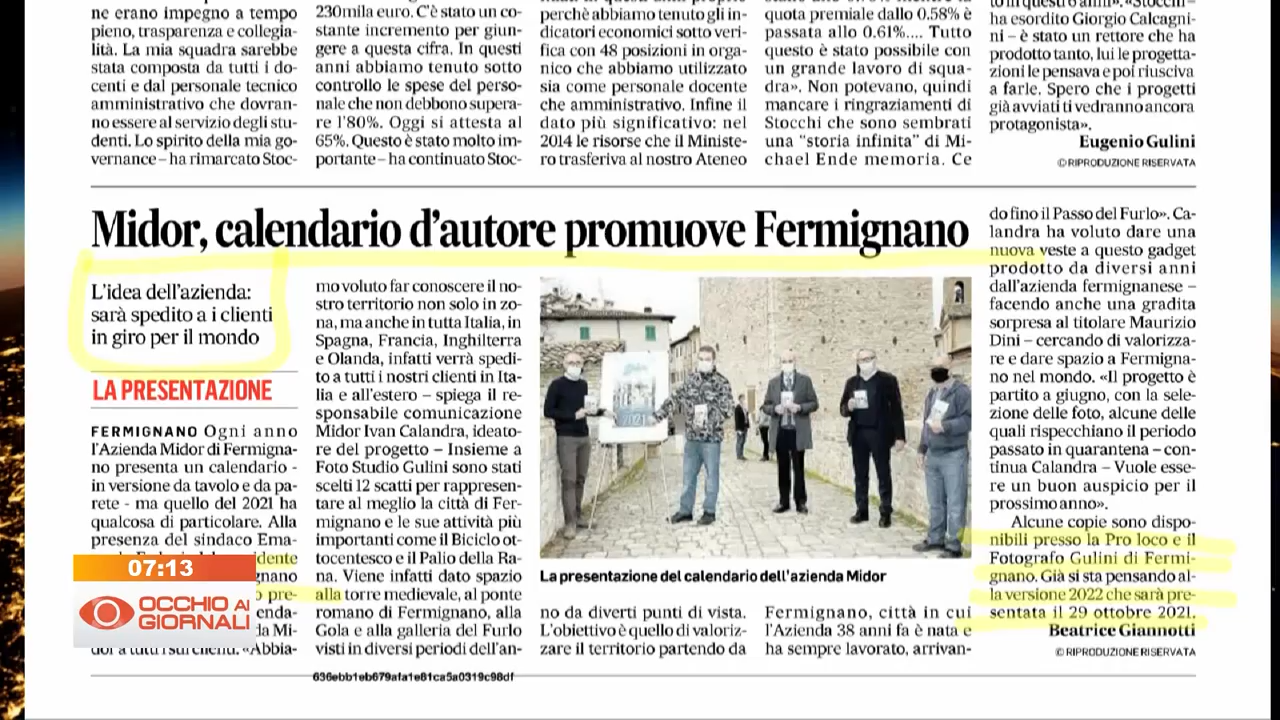 ne erano impegno a tempo
pieno, trasparenza e collegia-
lità. La mia squadra sarebbe
stata composta da tutti i do-
centi e dal personale tecnico
amministrativo che dovran-
no essere al servizio degli stu-
denti. Lo spirito della mia go-
vernance – ha rimarcato Stoc-
230mila euro. C'è stato un co-
stante incremento per giun-
gere a questa cifra. In questi
anni abbiamo tenuto sotto
controllo le spese del perso-
nale che non debbono supera-
re l'80%. Oggi si attesta al
65%. Questo è stato molto im-
portante – ha continuato Stoc-
perchè abbiamo tenuto gli in-
dicatori economici sotto veri-
fica con 48 posizioni in orga-
nico che abbiamo utilizzato
sia come personale docente
che amministrativo. Infine il
dato più significativo: nel
2014 le risorse che il Ministe-
ro trasferiva al nostro Ateneo
quota premiale dallo 0.58% è
passata allo 0.61%.... Tutto
questo è stato possibile con
un grande lavoro di squa-
dra». Non potevano, quindi
mancare i ringraziamenti di
Stocchi che sono sembrati
una "storia infinita" di Mi-
chael Ende memoria. Ce
to in questi 6 anni». «Stocchi –
ha esordito Giorgio Calcagni-
ni – è stato un rettore che ha
prodotto tanto, lui le progetta-
zioni le pensava e poi riusciva
a farle. Spero che i progetti
già avviati ti vedranno ancora
protagonista».
Eugenio Gulini
© RIPRODUZIONE RISERVATA
Midor, calendario d'autore promuove Fermignano
L'idea dell'azienda:
sarà spedito a i clienti
in giro per il mondo
LA PRESENTAZIONE
FERMIGNANO Ogni anno
l'Azienda Midor di Fermigna-
no presenta un calendario -
in versione da tavolo e da pa-
rete - ma quello del 2021 ha
qualcosa di particolare. Alla
presenza del sindaco Ema-
idente
gnano
o pre-
enda-
da Mi-
dor a tutti i sui clienti. «Abbia-
mo voluto far conoscere il no-
stro territorio non solo in zo-
na, ma anche in tutta Italia, in
Spagna, Francia, Inghilterra
e Olanda, infatti verrà spedi-
to a tutti i nostri clienti in Ita-
lia e all'estero – spiega il re-
sponsabile comunicazione
Midor Ivan Calandra, ideato-
re del progetto – Insieme a
Foto Studio Gulini sono stati
scelti 12 scatti per rappresen-
tare al meglio la città di Fer-
mignano e le sue attività più
importanti come il Biciclo ot-
tocentesco e il Palio della Ra-
na. Viene infatti dato spazio
alla torre medievale, al ponte
romano di Fermignano, alla
Gola e alla galleria del Furlo
visti in diversi periodi dell'an-
2021
La presentazione del calendario dell'azienda Midor
no da diverti punti di vista.
L'obiettivo è quello di valoriz-
zare il territorio partendo da
Fermignano, città in cui
l'Azienda 38 anni fa è nata e
ha sempre lavorato, arrivan-
do fino il Passo del Furlo». Ca-
landra ha voluto dare una
nuova veste a questo gadget
prodotto da diversi anni
dall'azienda fermignanese –
facendo anche una gradita
sorpresa al titolare Maurizio
Dini – cercando di valorizza-
re e dare spazio a Fermigna-
no nel mondo. «Il progetto è
partito a giugno, con la sele-
zione delle foto, alcune delle
quali rispecchiano il periodo
passato in quarantena – con-
tinua Calandra – Vuole esse-
re un buon auspicio per il
prossimo anno».
Alcune copie sono dispo-
nibili presso la Pro loco e il
Fotografo Gulini di Fermi-
gnano. Già si sta pensando al-
la versione 2022 che sarà pre-
sentata il 29 ottobre 2021.
Beatrice Giannotti
© RIPRODUZIONE RISERVATA
07:13
OCCHIO AI
GIORNALI
636ebb1eb679afa1e81ca5a0319c98df